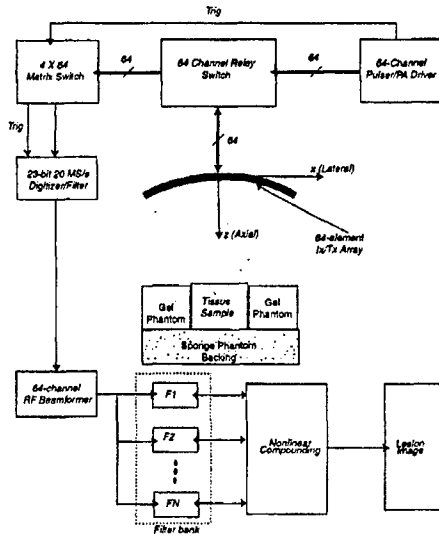 Trig
4 X 64
Matrix Switch
64
64 Channel Relay
Switch
64
64-Channel
Pulser/PA Driver
Trig
64
23-bit 20 MS/s
Digitizer/Filter
x (Lateral)
z (Axial)
64-element
Ix/Tx Array
Gel
Phantom
Tissue
Sample
Gel
Phantom
Sponge Phantom
Backing
64-channel
RF Beamformer
F1
F2
FN
Filter bank
Nonlinear
Compounding
Lesion
Image